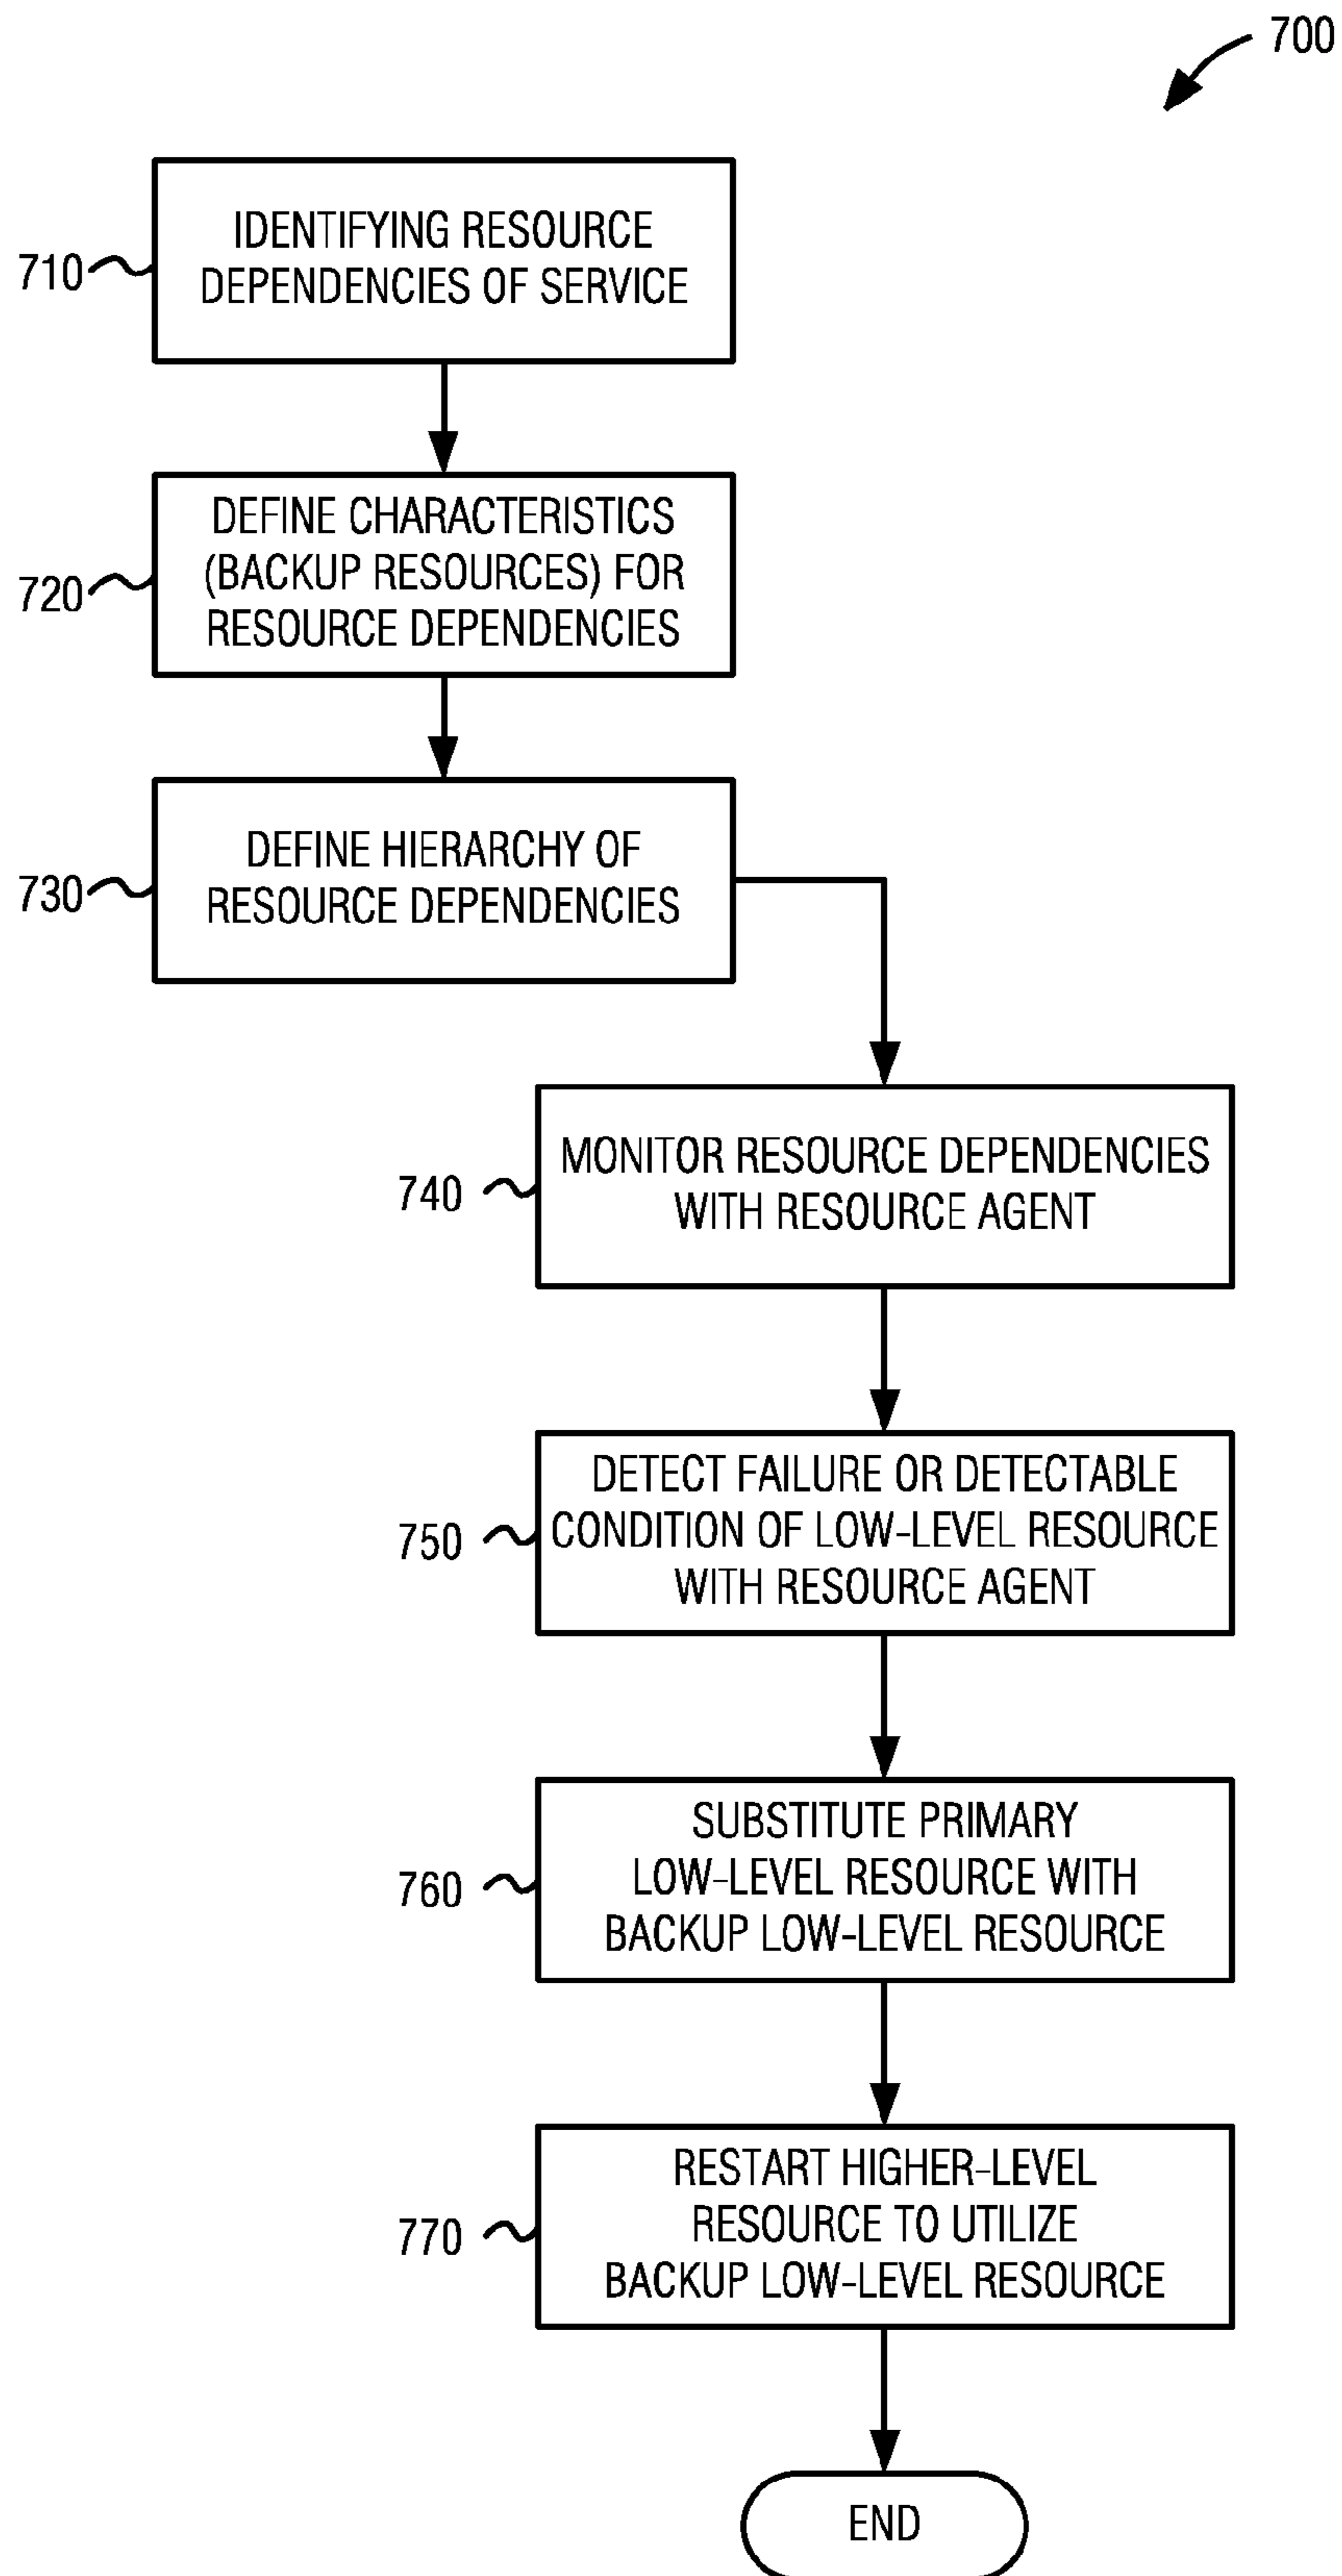 700
IDENTIFYING RESOURCE
DEPENDENCIES OF SERVICE
710
DEFINE CHARACTERISTICS
(BACKUP RESOURCES) FOR
RESOURCE DEPENDENCIES
720
DEFINE HIERARCHY OF
RESOURCE DEPENDENCIES
730
MONITOR RESOURCE DEPENDENCIES
WITH RESOURCE AGENT
740
DETECT FAILURE OR DETECTABLE
CONDITION OF LOW-LEVEL RESOURCE
WITH RESOURCE AGENT
750
SUBSTITUTE PRIMARY
LOW-LEVEL RESOURCE WITH
BACKUP LOW-LEVEL RESOURCE
760
RESTART HIGHER-LEVEL
RESOURCE TO UTILIZE
BACKUP LOW-LEVEL RESOURCE
770
END